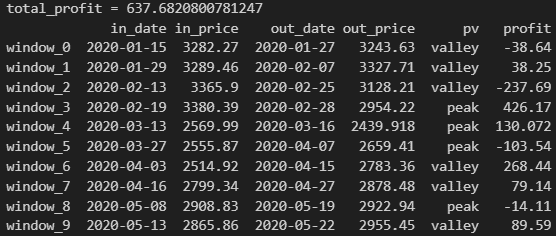 total_profit = 637.6820800781247
in_date in_price out_date out_price pv profit
window_0 2020-01-15 3282.27 2020-01-27 3243.63 valley -38.64
window_1 2020-01-29 3289.46 2020-02-07 3327.71 valley 38.25
window_2 2020-02-13 3365.9 2020-02-25 3128.21 valley -237.69
window_3 2020-02-19 3380.39 2020-02-28 2954.22 peak 426.17
window_4 2020-03-13 2569.99 2020-03-16 2439.918 peak 130.072
window_5 2020-03-27 2555.87 2020-04-07 2659.41 peak -103.54
window_6 2020-04-03 2514.92 2020-04-15 2783.36 valley 268.44
window_7 2020-04-16 2799.34 2020-04-27 2878.48 valley 79.14
window_8 2020-05-08 2908.83 2020-05-19 2922.94 peak -14.11
window_9 2020-05-13 2865.86 2020-05-22 2955.45 valley 89.59